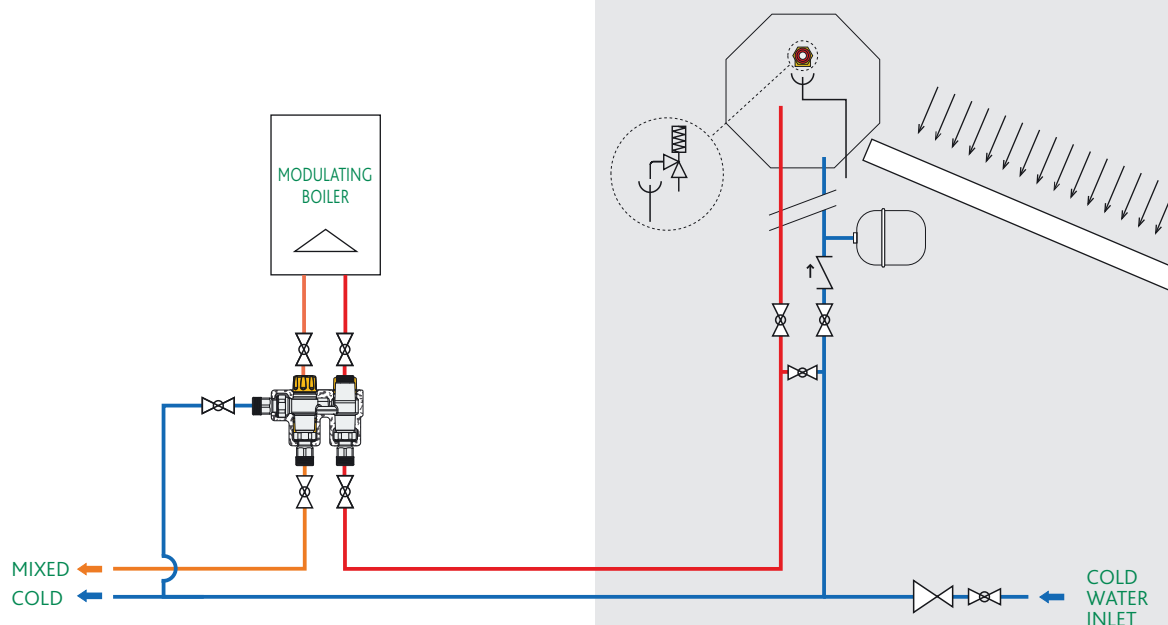 MODULATING
BOILER
MIXED
COLD
COLD
WATER
INLET